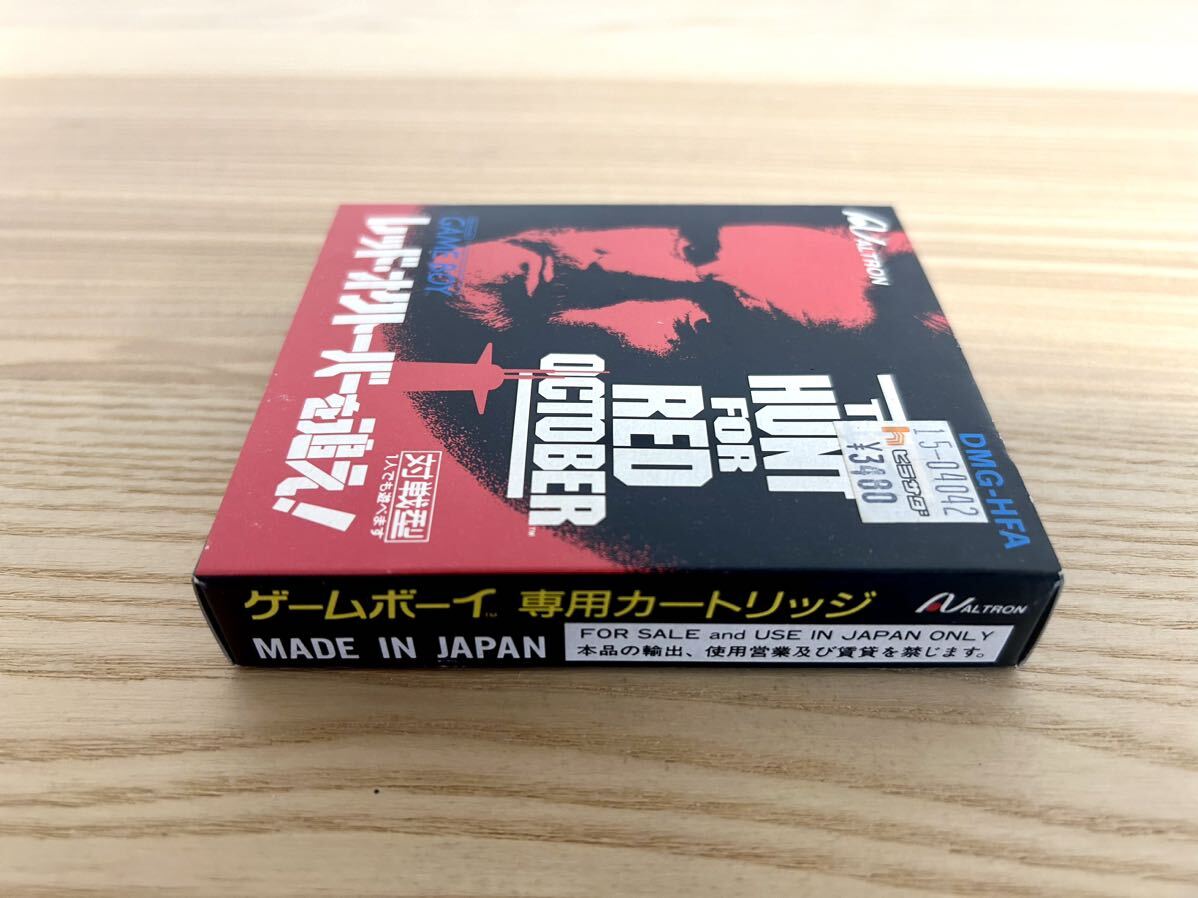 ALTRON
GAME BOY
レッド・オクトーバーを追え!
対戦型
1人でも遊べます
THE
HUNT
FOR
RED
OCTOBER™
15-04042
¥3480
DMG-HFA
ゲームボーイ™ 専用カートリッジ
ALTRON
MADE IN JAPAN
FOR SALE and USE IN JAPAN ONLY
本品の輸出、使用営業及び賃貸を禁じます。